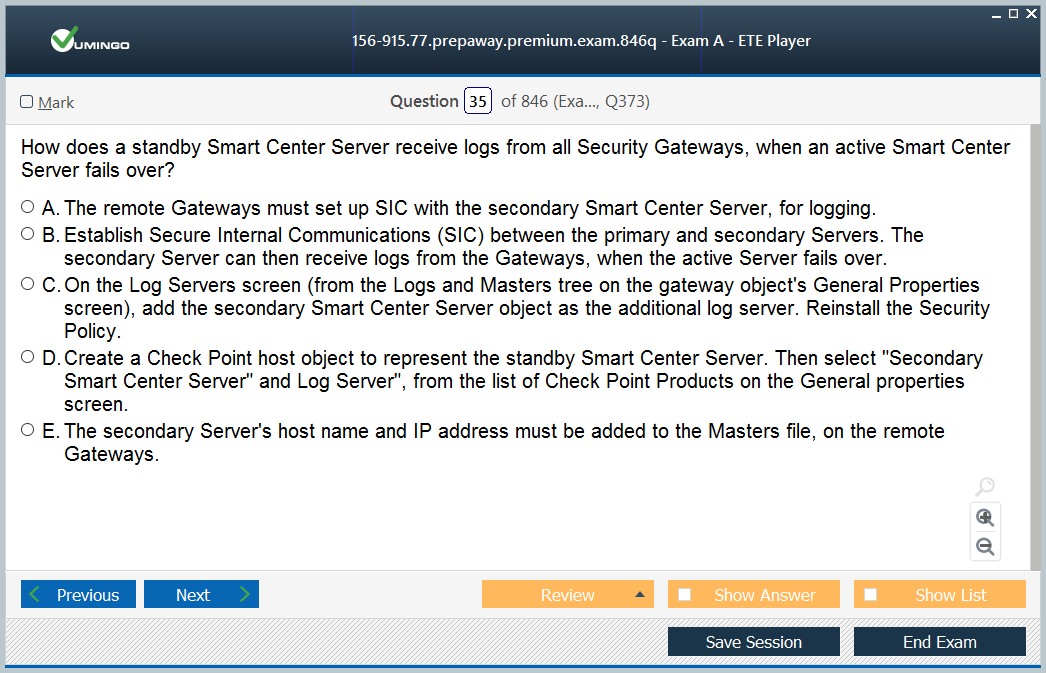 VUMINGO
156-915.77.prepaway.premium.exam.846q - Exam A - ETE Player
Mark
Question 35 of 846 (Exa..., Q373)
How does a standby Smart Center Server receive logs from all Security Gateways, when an active Smart Center
Server fails over?
A. The remote Gateways must set up SIC with the secondary Smart Center Server, for logging.
B. Establish Secure Internal Communications (SIC) between the primary and secondary Servers. The
secondary Server can then receive logs from the Gateways, when the active Server fails over.
C. On the Log Servers screen (from the Logs and Masters tree on the gateway object's General Properties
screen), add the secondary Smart Center Server object as the additional log server. Reinstall the Security
Policy.
D. Create a Check Point host object to represent the standby Smart Center Server. Then select "Secondary
Smart Center Server" and Log Server", from the list of Check Point Products on the General properties
screen.
E. The secondary Server's host name and IP address must be added to the Masters file, on the remote
Gateways.
Previous
Next
Review
Show Answer
Show List
Save Session
End Exam